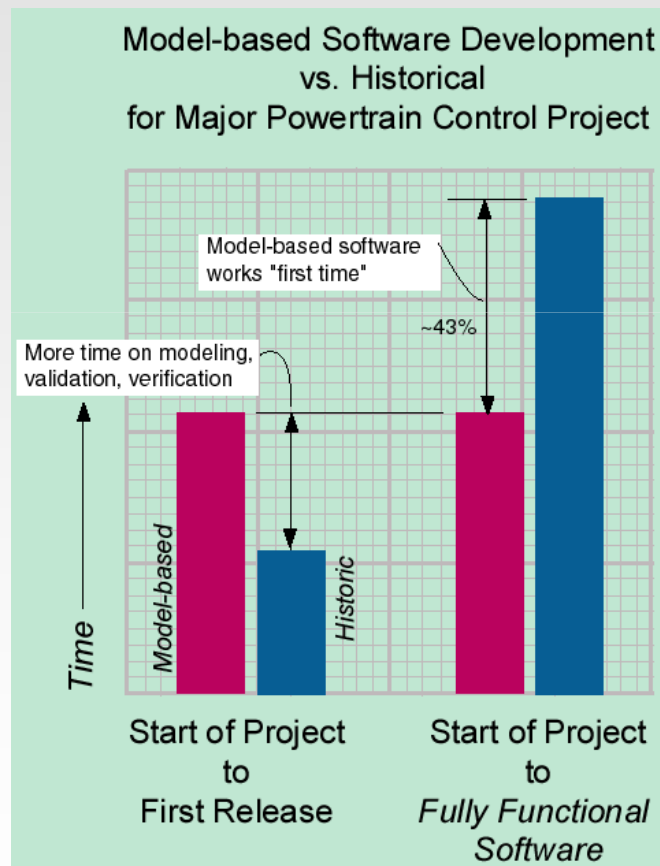 Model-based Software Development
vs. Historical
for Major Powertrain Control Project
Model-based software
works "first time"
~43%
More time on modeling,
validation, verification
Time
Model-based
Historic
Start of Project
to
First Release
Start of Project
to
Fully Functional
Software